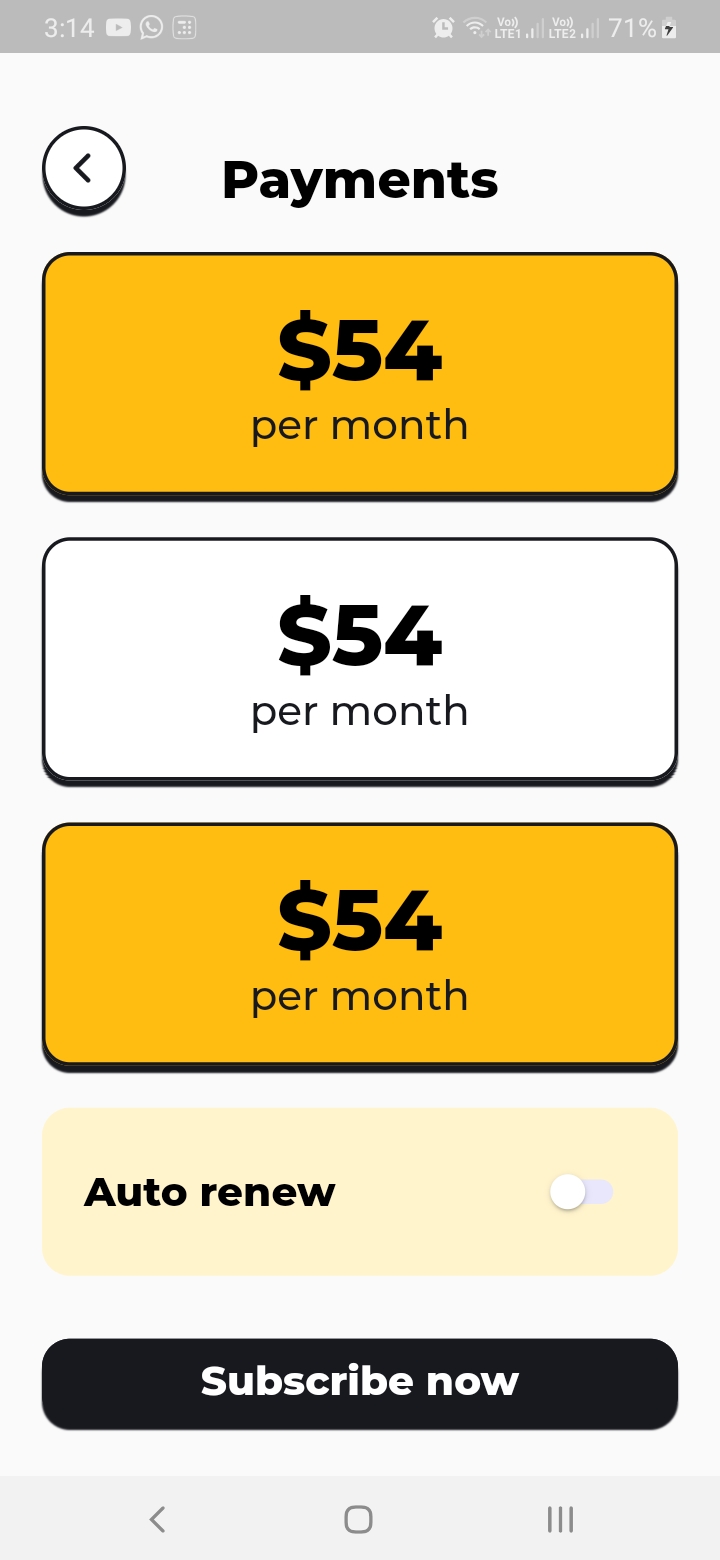 3:14
Vo)) LTE1 Vo)) LTE2 71%
Payments
$54
per month
$54
per month
$54
per month
Auto renew
Subscribe now